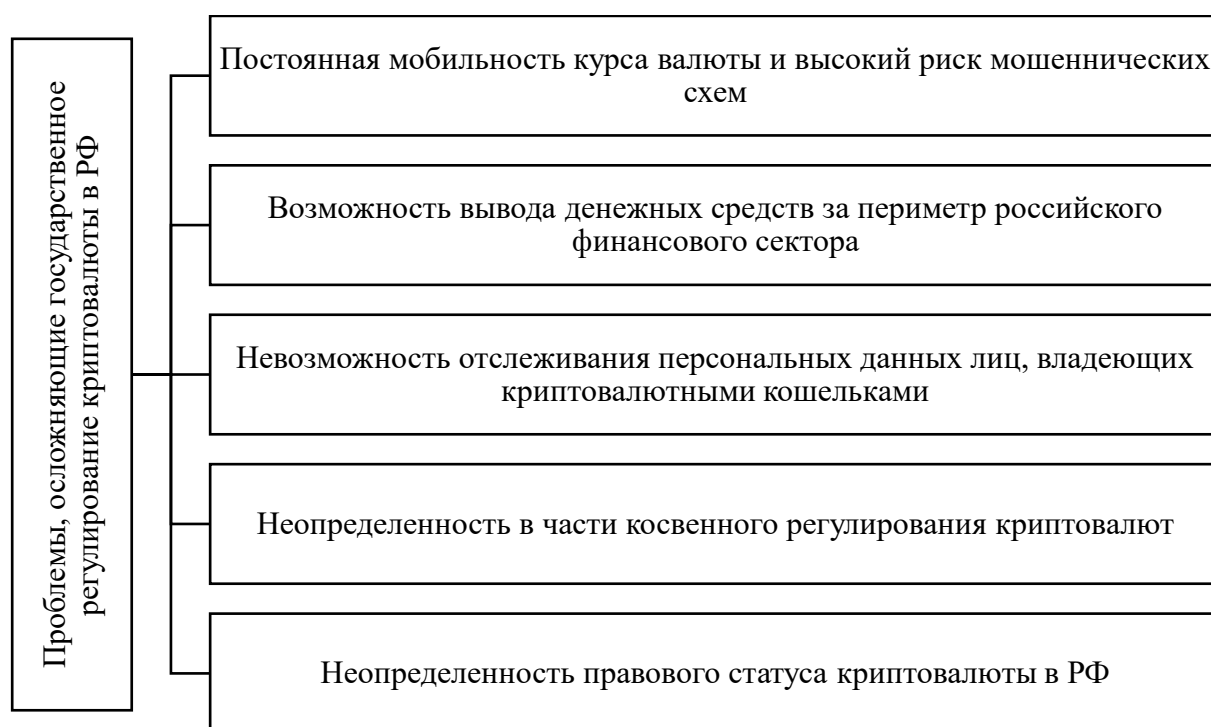 Проблемы, осложняющие государственное
регулирование криптовалюты в РФ
Постоянная мобильность курса валюты и высокий риск мошеннических
схем
Возможность вывода денежных средств за периметр российского
финансового сектора
Невозможность отслеживания персональных данных лиц, владеющих
криптовалютными кошельками
Неопределенность в части косвенного регулирования криптовалют
Неопределенность правового статуса криптовалюты в РФ